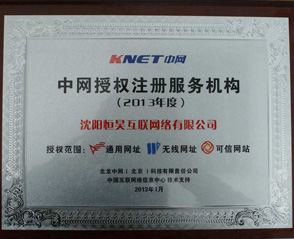 KNET中网
中网授权注册服务机构
(2013年度)
沈阳恒昊互联网络有限公司
授权范围: 通用网址 无线网址 可信网站
北京中网(北京)科技有限责任公司
中国互联网络信息中心 技术支持
2013年1月